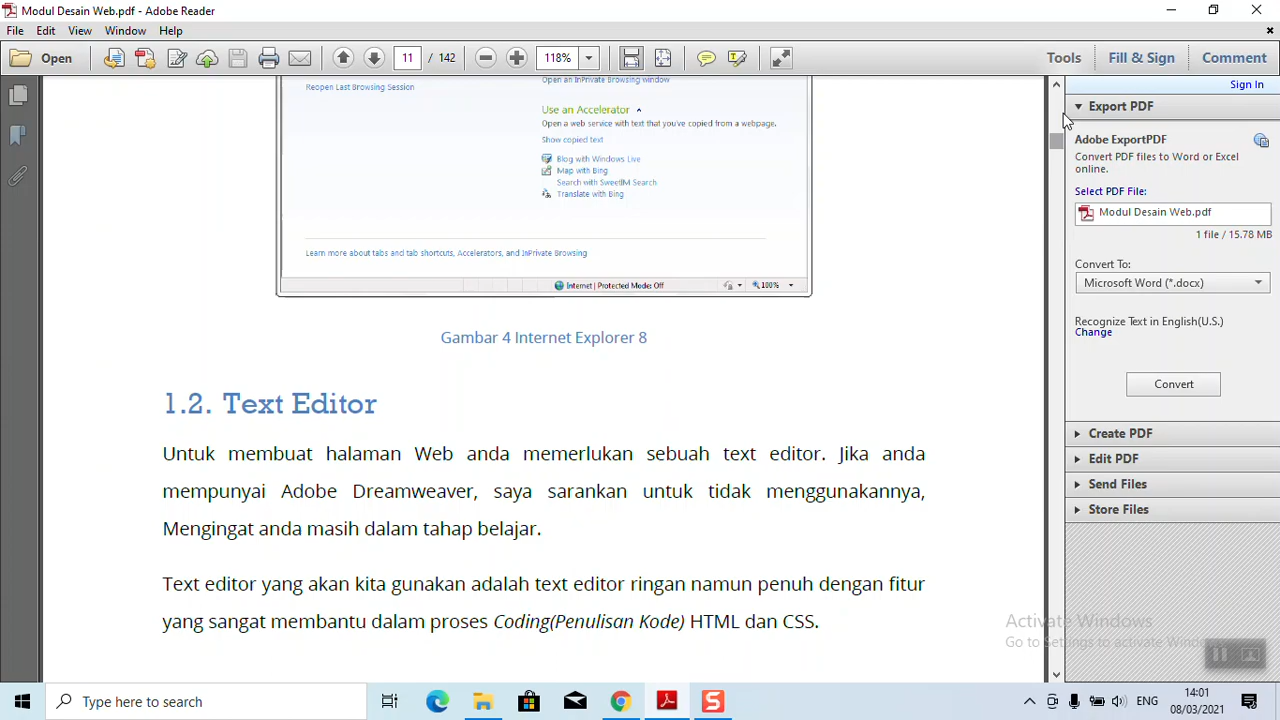 Modul Desain Web.pdf - Adobe Reader
File Edit View Window Help
Open 11 / 142 118% Tools Fill & Sign Comment
Sign In
Open an InPrivate Browsing window
Reopen Last Browsing Session
Use an Accelerator
Open a web service with text that you've copied from a webpage.
Show copied text
Blog with Windows Live
Map with Bing
Search with SweetIM Search
Translate with Bing
Learn more about tabs and tab shortcuts, Accelerators, and InPrivate Browsing
Internet | Protected Mode: Off 100%
Gambar 4 Internet Explorer 8
1.2. Text Editor
Untuk membuat halaman Web anda memerlukan sebuah text editor. Jika anda
mempunyai Adobe Dreamweaver, saya sarankan untuk tidak menggunakannya,
Mengingat anda masih dalam tahap belajar.
Text editor yang akan kita gunakan adalah text editor ringan namun penuh dengan fitur
yang sangat membantu dalam proses Coding(Penulisan Kode) HTML dan CSS.
Export PDF
Adobe ExportPDF
Convert PDF files to Word or Excel
online.
Select PDF File:
Modul Desain Web.pdf
1 file / 15.78 MB
Convert To:
Microsoft Word (*.docx)
Recognize Text in English(U.S.)
Change
Convert
Create PDF
Edit PDF
Send Files
Store Files
Activate Windows
Go to Settings to activate Windows.
Type here to search
S
ENG
14:01
08/03/2021